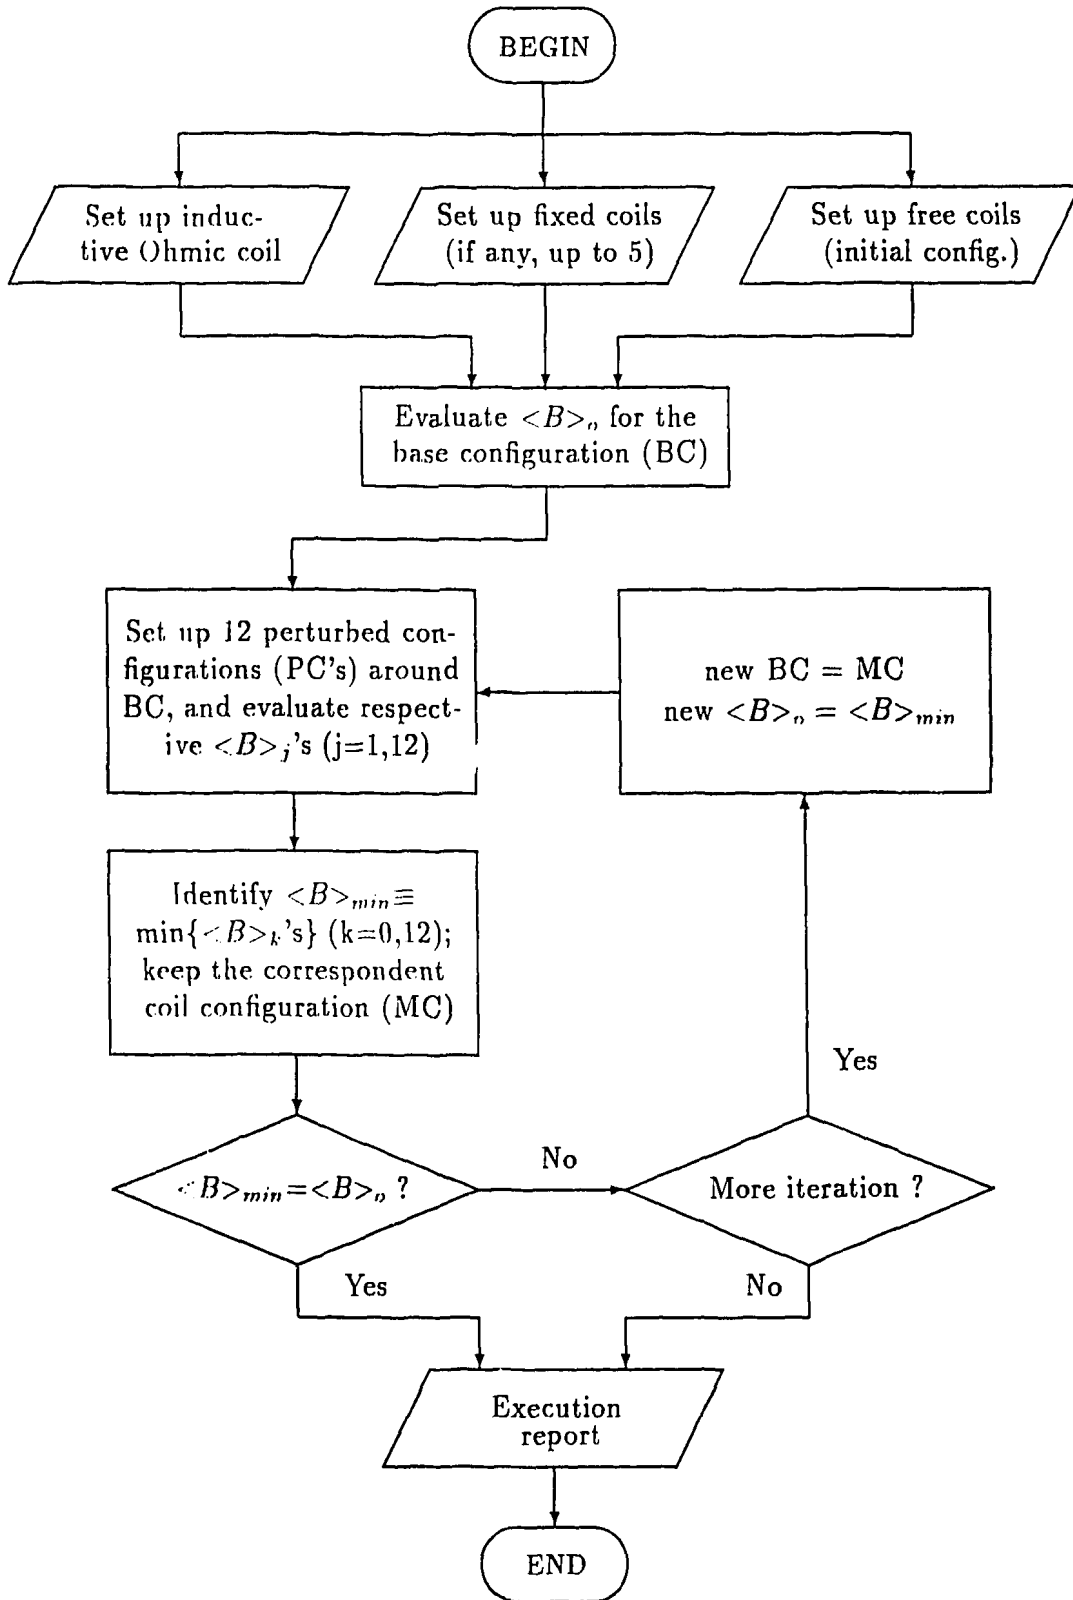 BEGIN
Set up induc-
tive Ohmic coil
Set up fixed coils
(if any, up to 5)
Set up free coils
(initial config.)
Evaluate <B>ₒ for the
base configuration (BC)
Set up 12 perturbed con-
figurations (PC's) around
BC, and evaluate respect-
ive <B>ⱼ's (j=1,12)
new BC = MC
new <B>ₒ = <B>min
Identify <B>min ≡
min{<B>ₖ's} (k=0,12);
keep the correspondent
coil configuration (MC)
Yes
<B>min=<B>ₒ ?
No
More iteration ?
Yes
No
Execution
report
END